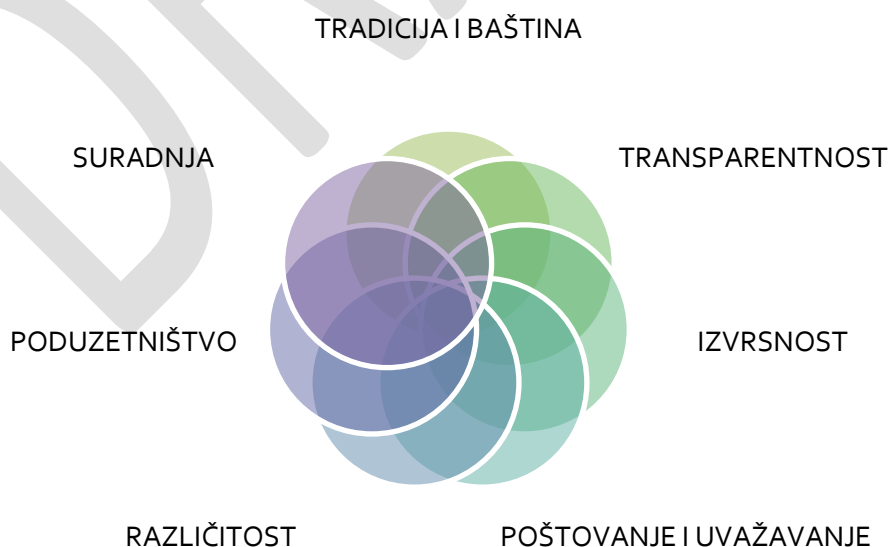 TRADICIJA I BAŠTINA
SURADNJA
TRANSPARENTNOST
PODUZETNIŠTVO
IZVRSNOST
RAZLIČITOST
POŠTOVANJE I UVAŽAVANJE